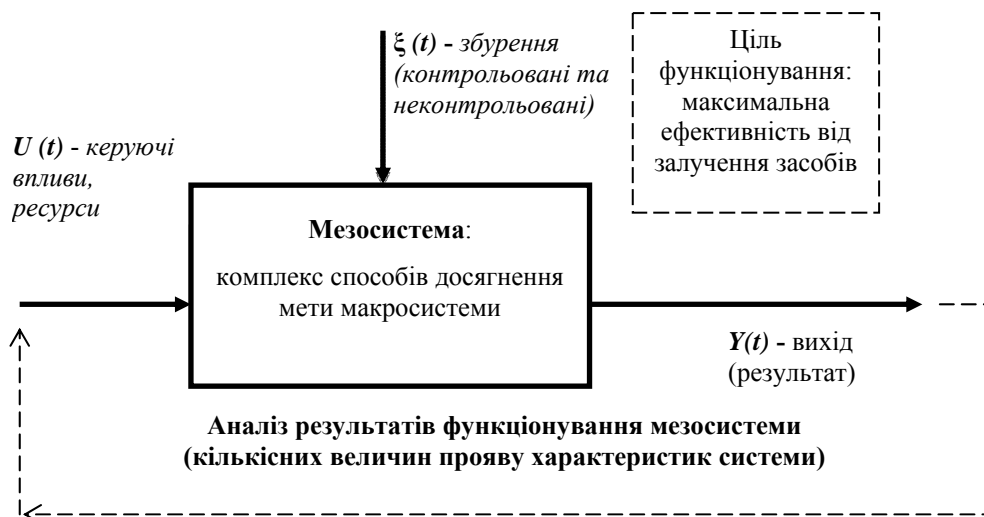 ξ (t) - збурення
(контрольовані та
неконтрольовані)
Ціль
функціонування:
максимальна
ефективність від
залучення засобів
U (t) - керуючі
впливи,
ресурси
Мезосистема:
комплекс способів досягнення
мети макросистеми
Y(t) - вихід
(результат)
Аналіз результатів функціонування мезосистеми
(кількісних величин прояву характеристик системи)